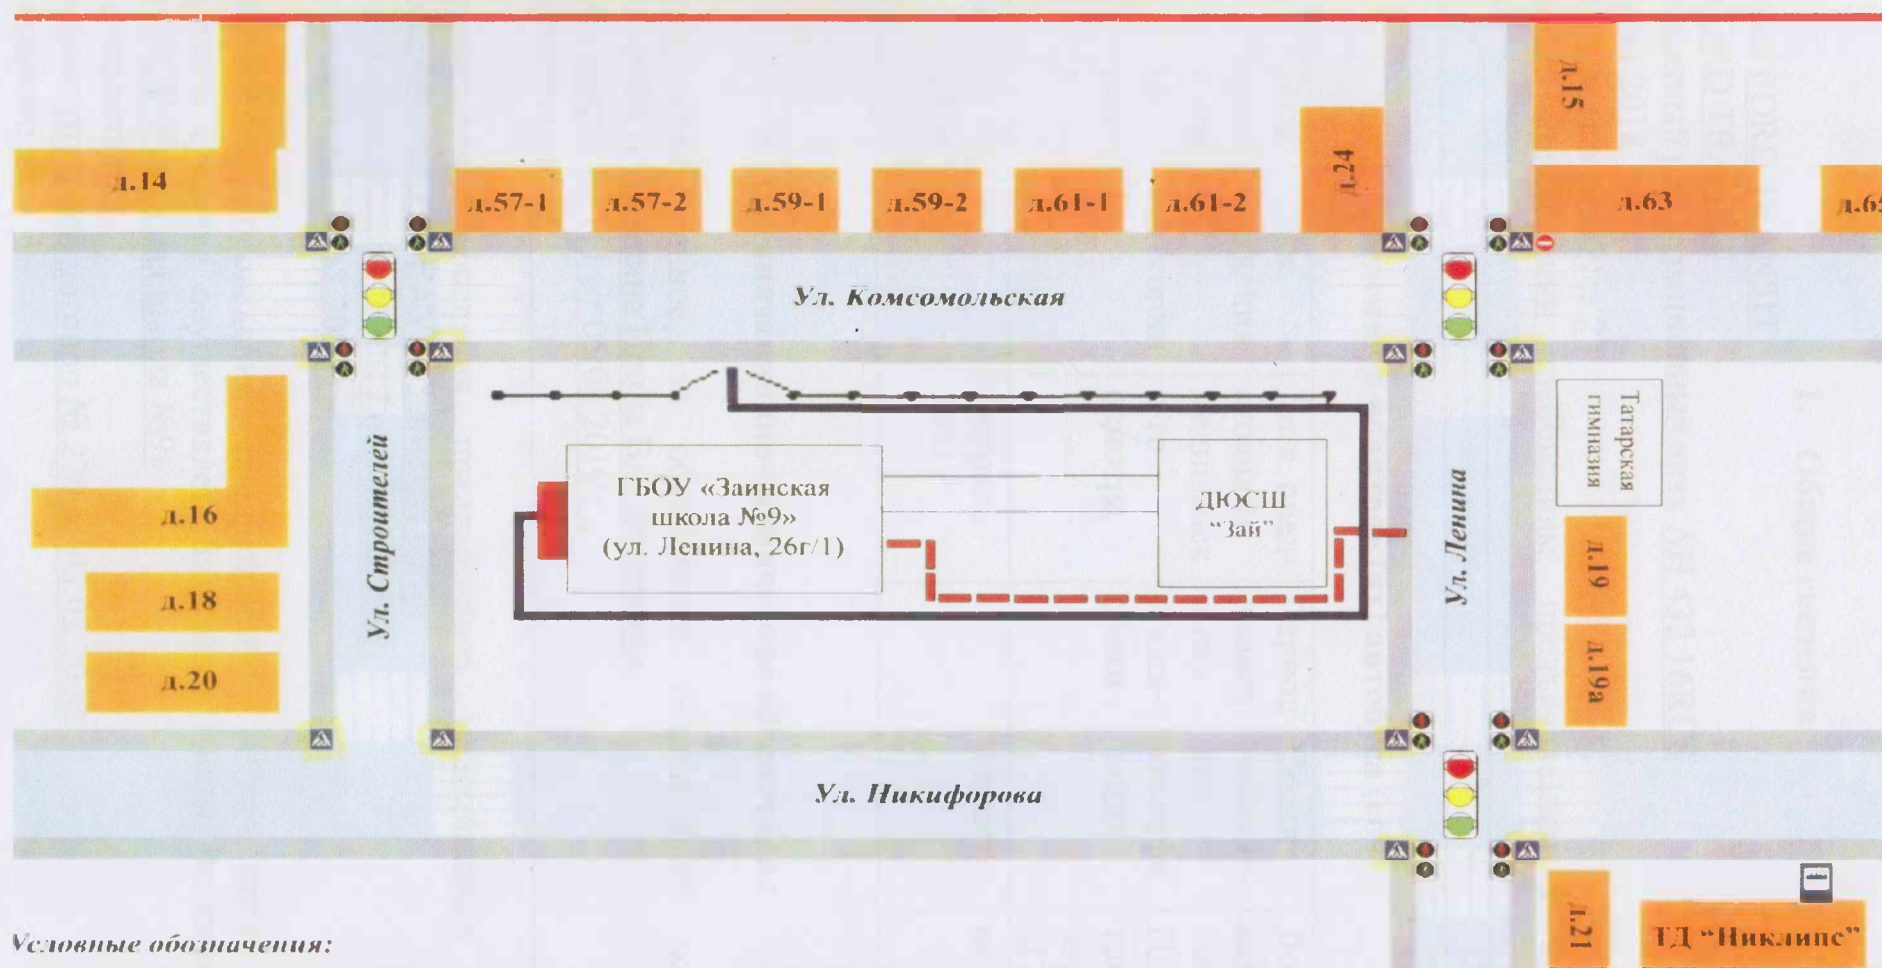 д.15
д.24
д.14
д.57-1
д.57-2
д.59-1
д.59-2
д.61-1
д.61-2
д.63
Ул. Комсомольская
Татарская
гимназия
Ул. Строителей
ГБОУ «Заинская
школа №9»
(ул. Ленина, 26г/1)
ДЮСШ
“Зай”
Ул. Ленина
д.16
д.18
д.19
д.20
д.19а
Ул. Никифорова
д.21
ТД “Никлипс”
Условные обозначения: